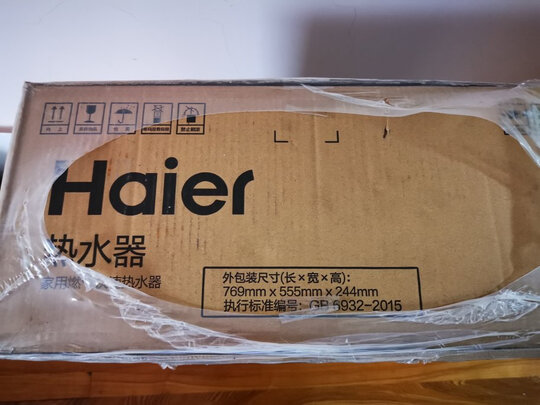 Haier
热水器
家用燃 热水器
外包装尺寸(长×宽×高):
769mm x 555mm x 244mm
执行标准编号: GB 6932-2015